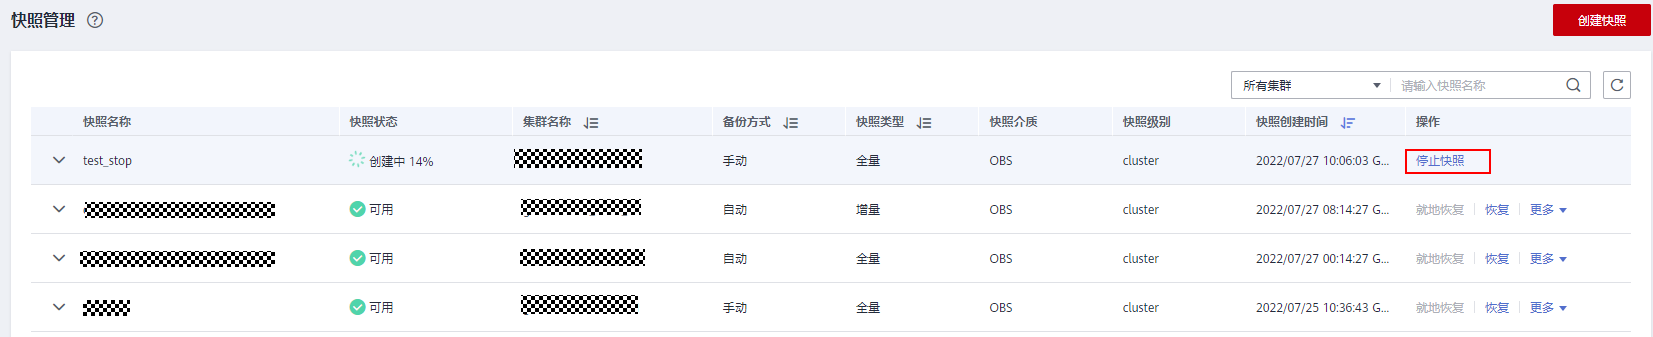 快照管理 ?
创建快照
所有集群 请输入快照名称
快照名称 快照状态 集群名称 备份方式 快照类型 快照介质 快照级别 快照创建时间 操作
test_stop 创建中 14% 手动 全量 OBS cluster 2022/07/27 10:06:03 G... 停止快照
可用 自动 增量 OBS cluster 2022/07/27 08:14:27 G... 就地恢复 恢复 更多
可用 自动 全量 OBS cluster 2022/07/27 00:14:27 G... 就地恢复 恢复 更多
可用 手动 全量 OBS cluster 2022/07/25 10:36:43 G... 就地恢复 恢复 更多